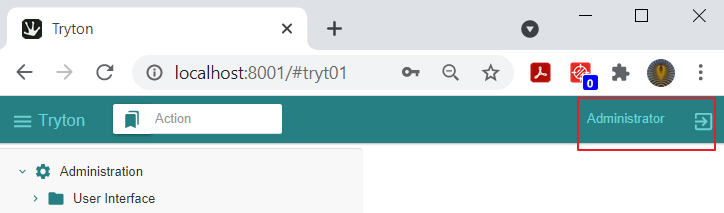 Tryton
localhost:8001/#tryt01
0
Tryton
Action
Administrator
Administration
User Interface